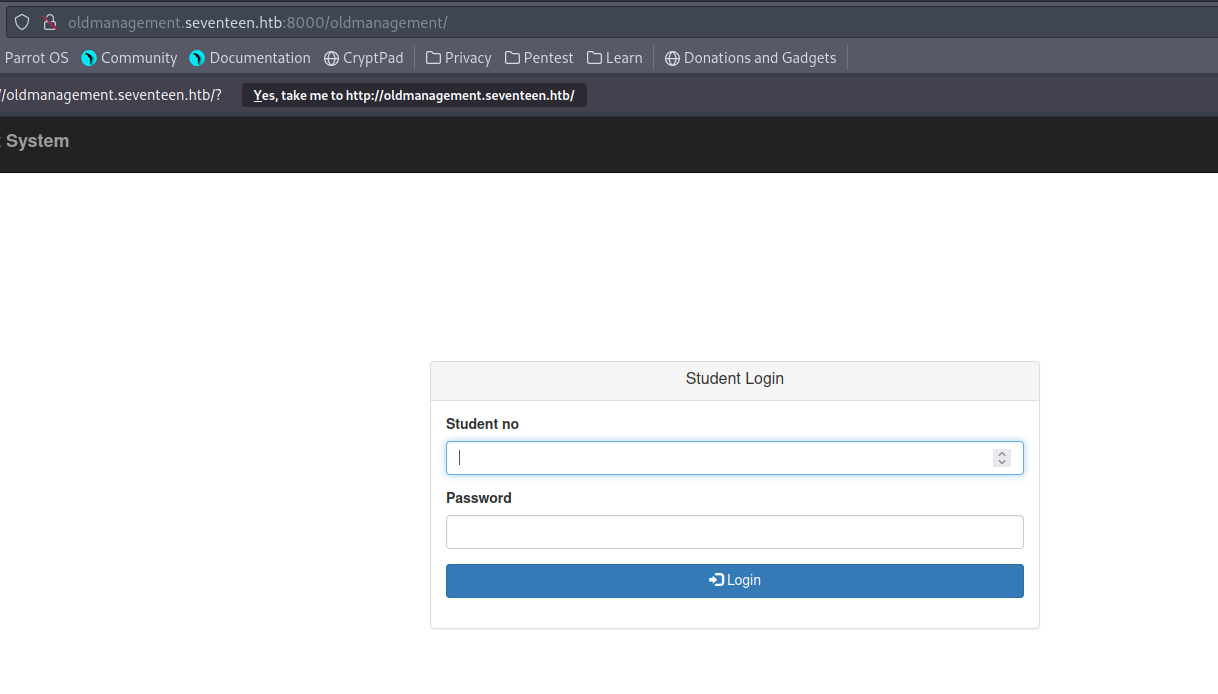 oldmanagement.seventeen.htb:8000/oldmanagement/
Parrot OS Community Documentation CryptPad Privacy Pentest Learn Donations and Gadgets
//oldmanagement.seventeen.htb/? Yes, take me to http://oldmanagement.seventeen.htb/
System
Student Login
Student no
Password
Login